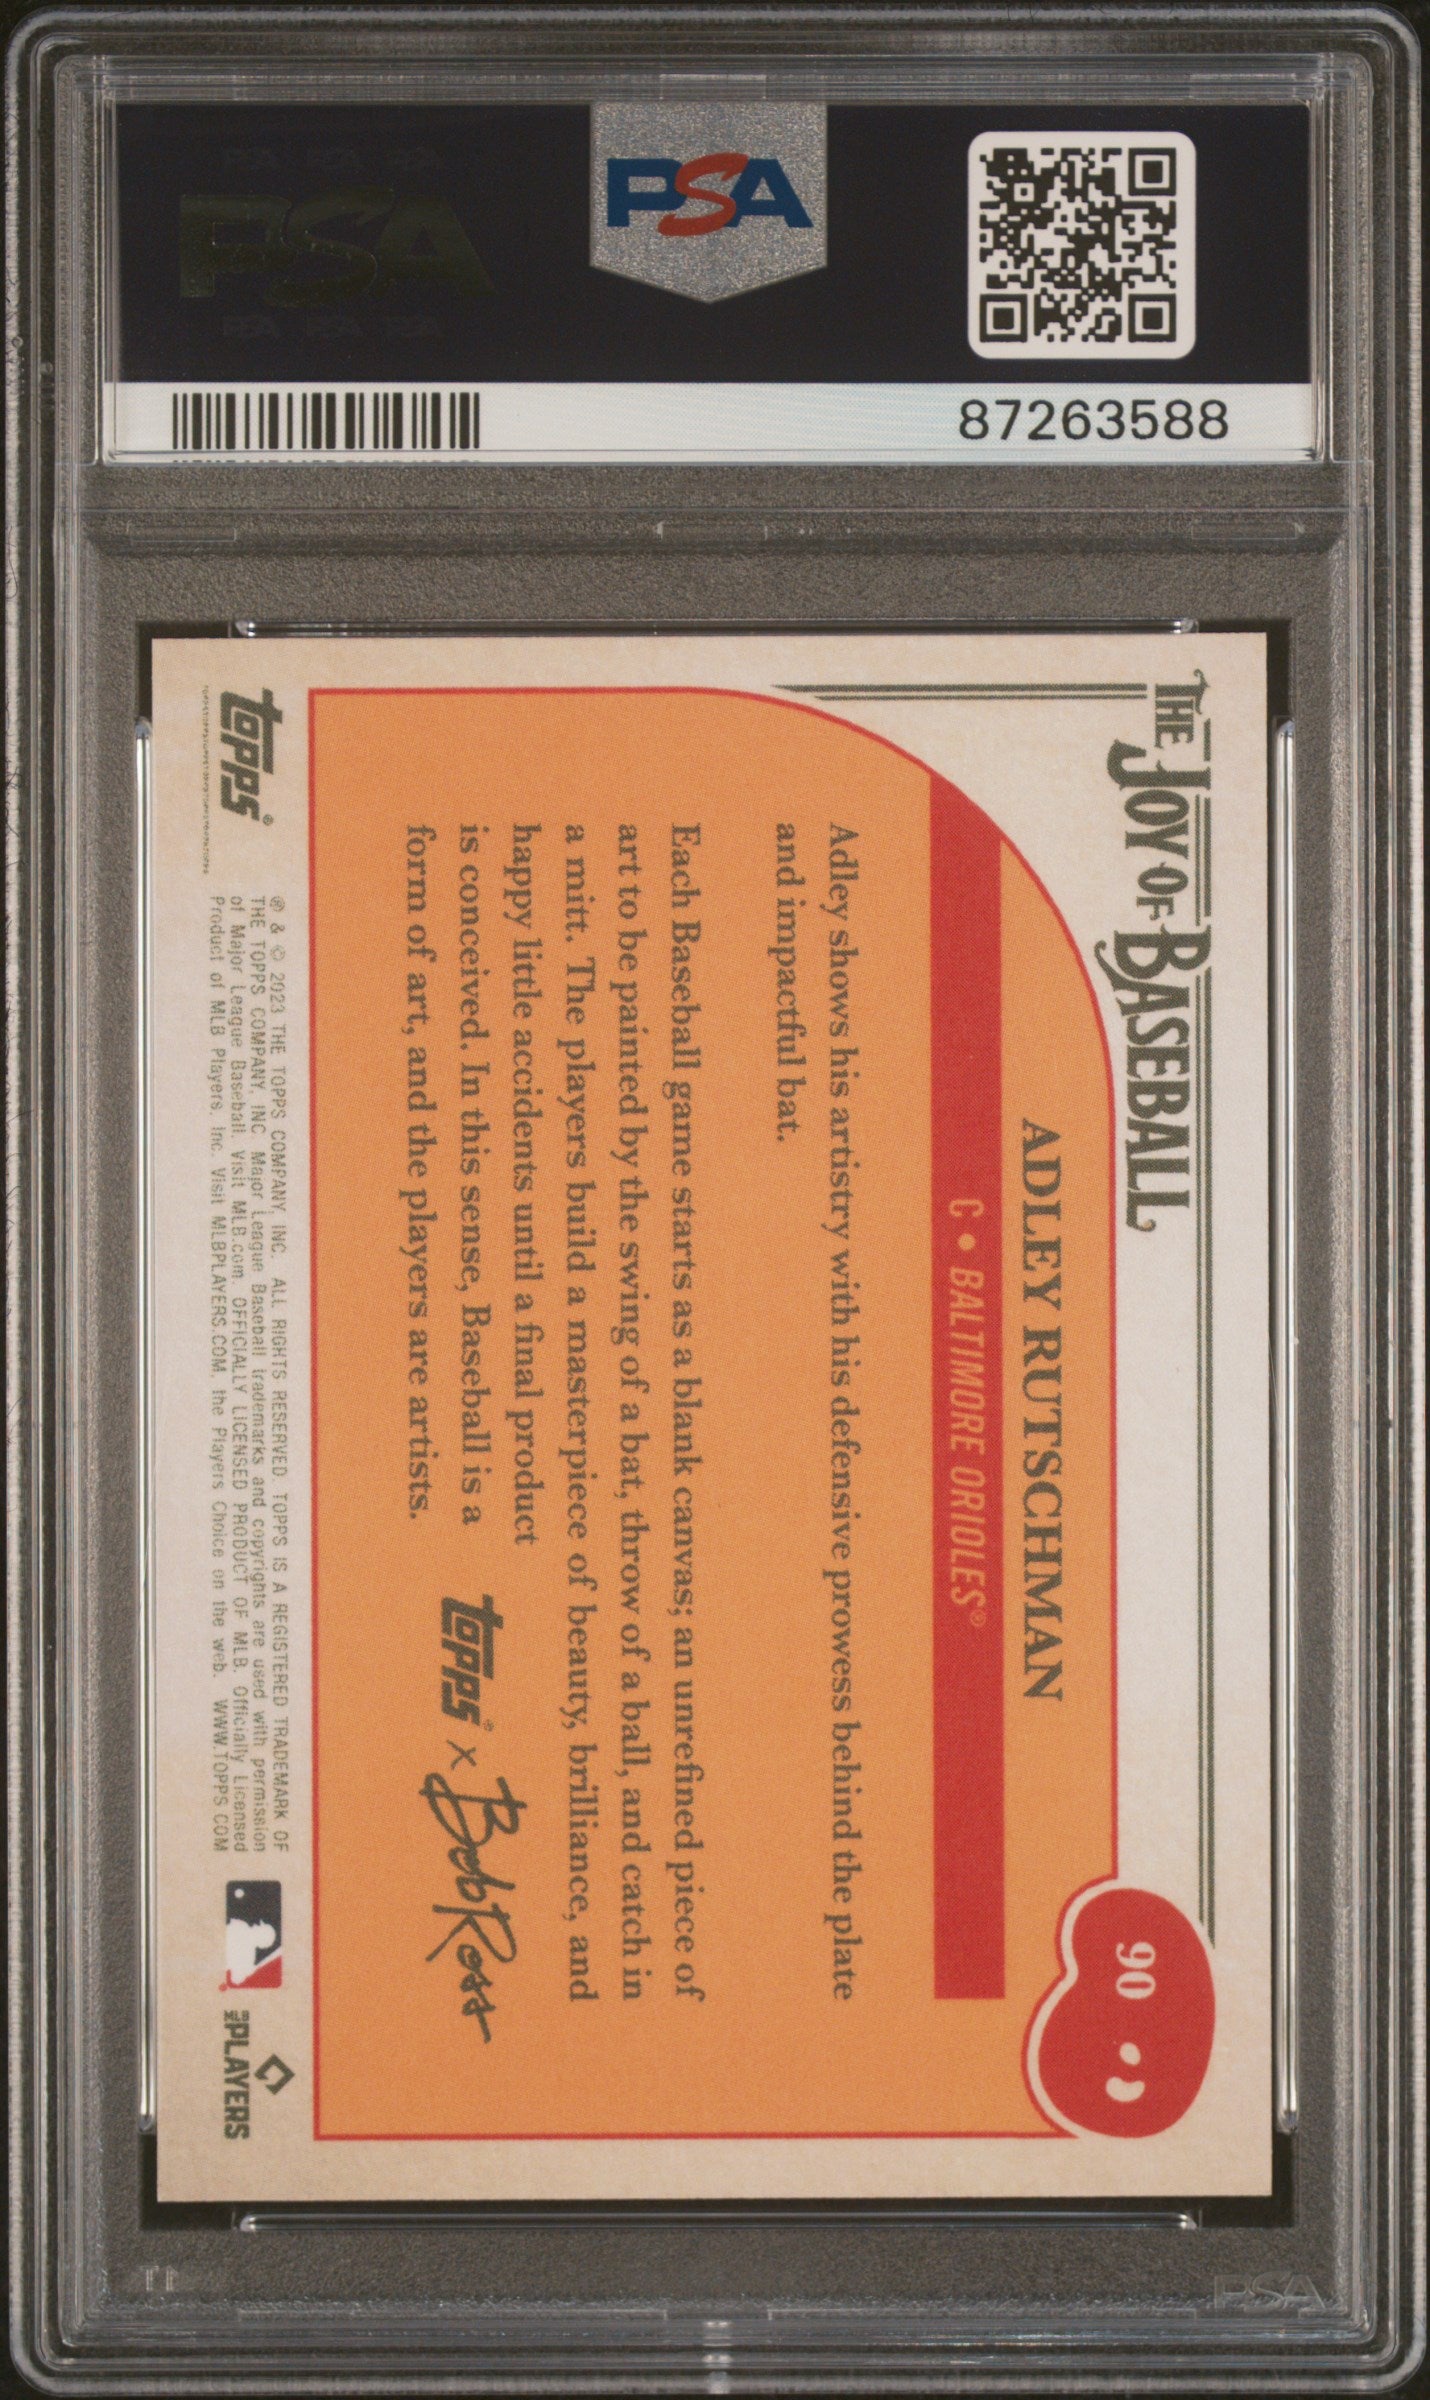 PSA
PSA
87263588
THE JOY OF BASEBALL
90
ADLEY RUTSCHMAN
C • BALTIMORE ORIOLES®
Adley shows his artistry with his defensive prowess behind the plate
and impactful bat.
Each Baseball game starts as a blank canvas; an unrefined piece of
art to be painted by the swing of a bat, throw of a ball, and catch in
a mitt. The players build a masterpiece of beauty, brilliance, and
happy little accidents until a final product
is conceived. In this sense, Baseball is a
form of art, and the players are artists.
Topps® x Bob Ross
Topps®
® & © 2023 THE TOPPS COMPANY, INC. ALL RIGHTS RESERVED. TOPPS IS A REGISTERED TRADEMARK OF
THE TOPPS COMPANY, INC. Major League Baseball trademarks and copyrights are used with permission
of Major League Baseball. Visit MLB.com. OFFICIALLY LICENSED PRODUCT OF MLB. Officially Licensed
Product of MLB Players, Inc. Visit MLBPLAYERS.COM, the Players Choice on the web. WWW.TOPPS.COM
MLB PLAYERS
PSA